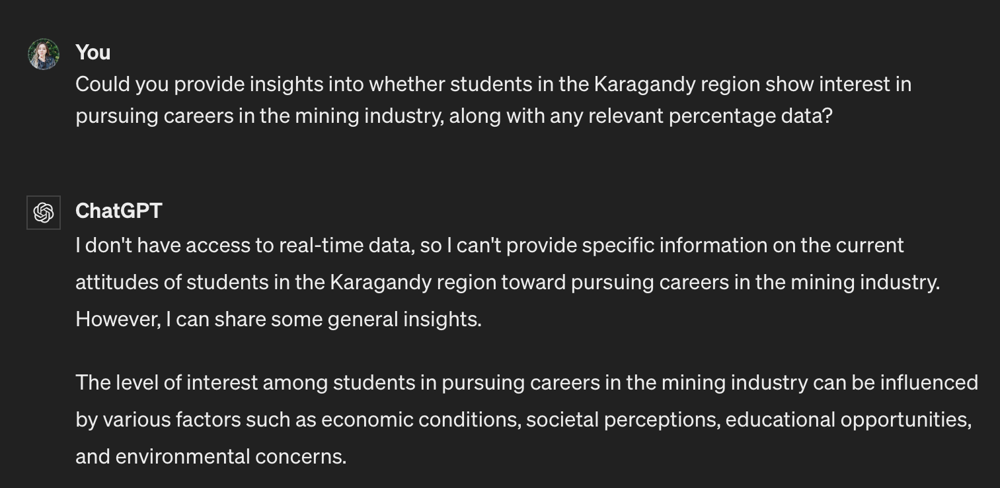 You
Could you provide insights into whether students in the Karagandy region show interest in
pursuing careers in the mining industry, along with any relevant percentage data?
ChatGPT
I don't have access to real-time data, so I can't provide specific information on the current
attitudes of students in the Karagandy region toward pursuing careers in the mining industry.
However, I can share some general insights.
The level of interest among students in pursuing careers in the mining industry can be influenced
by various factors such as economic conditions, societal perceptions, educational opportunities,
and environmental concerns.